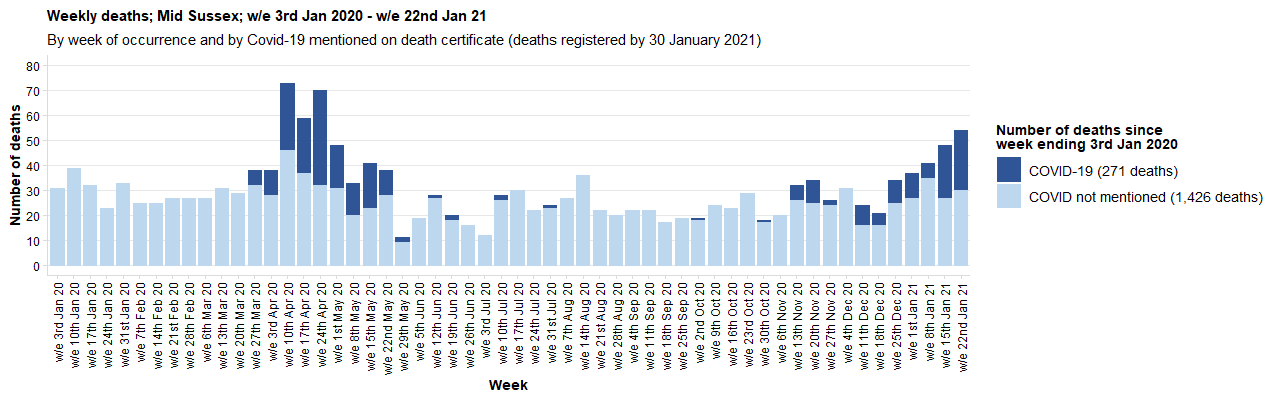 Weekly deaths; Mid Sussex; w/e 3rd Jan 2020 - w/e 22nd Jan 21
By week of occurrence and by Covid-19 mentioned on death certificate (deaths registered by 30 January 2021)
80
70
60
50
40
30
20
10
0
Number of deaths
w/e 3rd Jan 20
w/e 10th Jan 20
w/e 17th Jan 20
w/e 24th Jan 20
w/e 31st Jan 20
w/e 7th Feb 20
w/e 14th Feb 20
w/e 21st Feb 20
w/e 28th Feb 20
w/e 6th Mar 20
w/e 13th Mar 20
w/e 20th Mar 20
w/e 27th Mar 20
w/e 3rd Apr 20
w/e 10th Apr 20
w/e 17th Apr 20
w/e 24th Apr 20
w/e 1st May 20
w/e 8th May 20
w/e 15th May 20
w/e 22nd May 20
w/e 29th May 20
w/e 5th Jun 20
w/e 12th Jun 20
w/e 19th Jun 20
w/e 26th Jun 20
w/e 3rd Jul 20
w/e 10th Jul 20
w/e 17th Jul 20
w/e 24th Jul 20
w/e 31st Jul 20
w/e 7th Aug 20
w/e 14th Aug 20
w/e 21st Aug 20
w/e 28th Aug 20
w/e 4th Sep 20
w/e 11th Sep 20
w/e 18th Sep 20
w/e 25th Sep 20
w/e 2nd Oct 20
w/e 9th Oct 20
w/e 16th Oct 20
w/e 23rd Oct 20
w/e 30th Oct 20
w/e 6th Nov 20
w/e 13th Nov 20
w/e 20th Nov 20
w/e 27th Nov 20
w/e 4th Dec 20
w/e 11th Dec 20
w/e 18th Dec 20
w/e 25th Dec 20
w/e 1st Jan 21
w/e 8th Jan 21
w/e 15th Jan 21
w/e 22nd Jan 21
Week
Number of deaths since
week ending 3rd Jan 2020
COVID-19 (271 deaths)
COVID not mentioned (1,426 deaths)